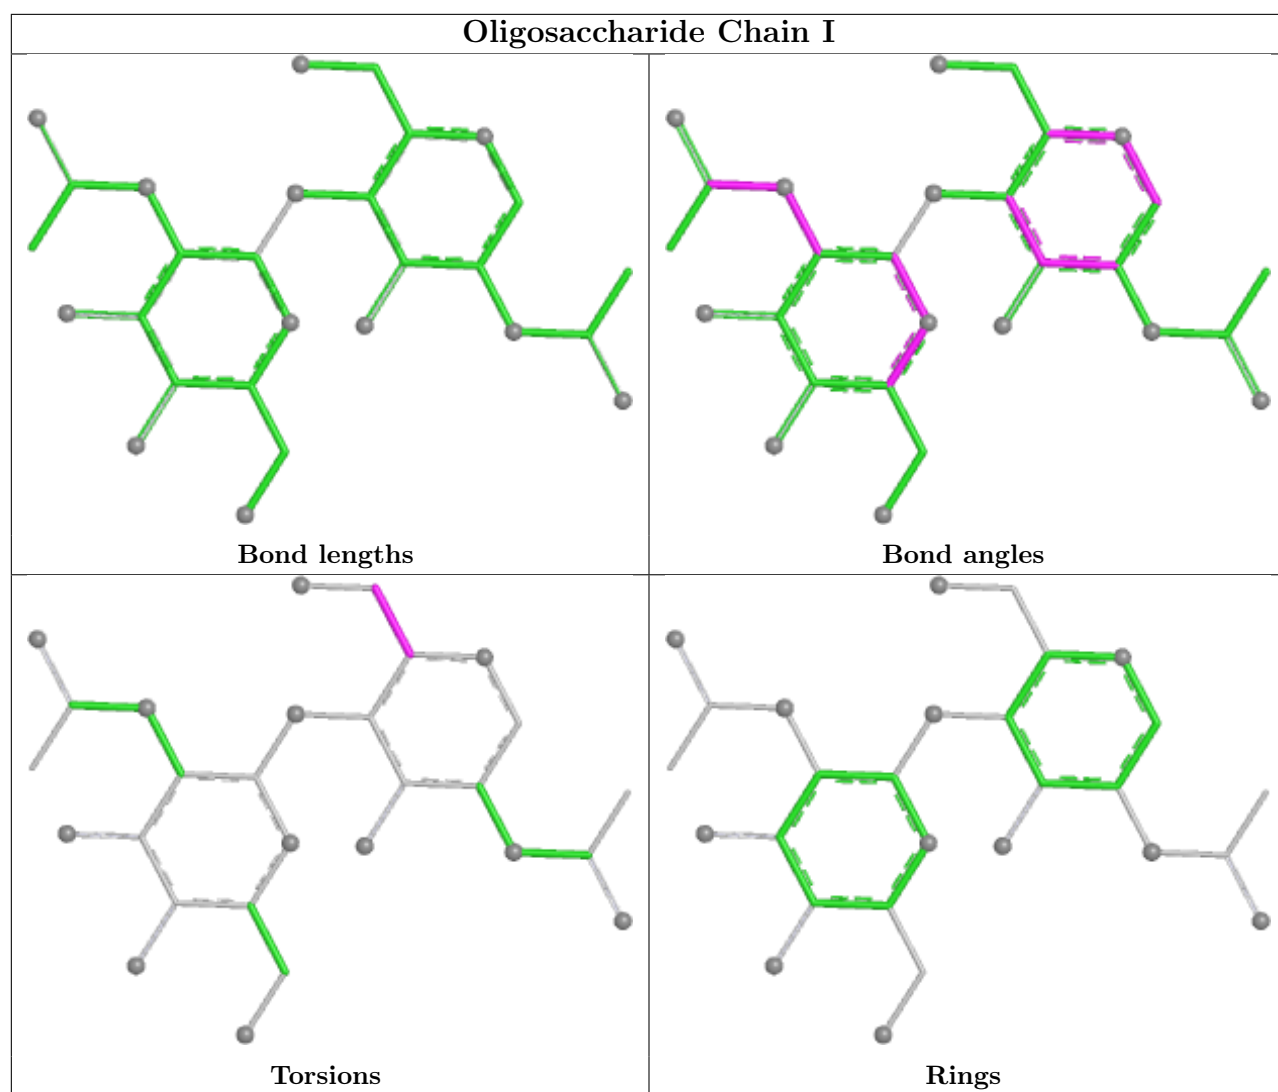 Oligosaccharide Chain I
Bond lengths
Bond angles
Torsions
Rings